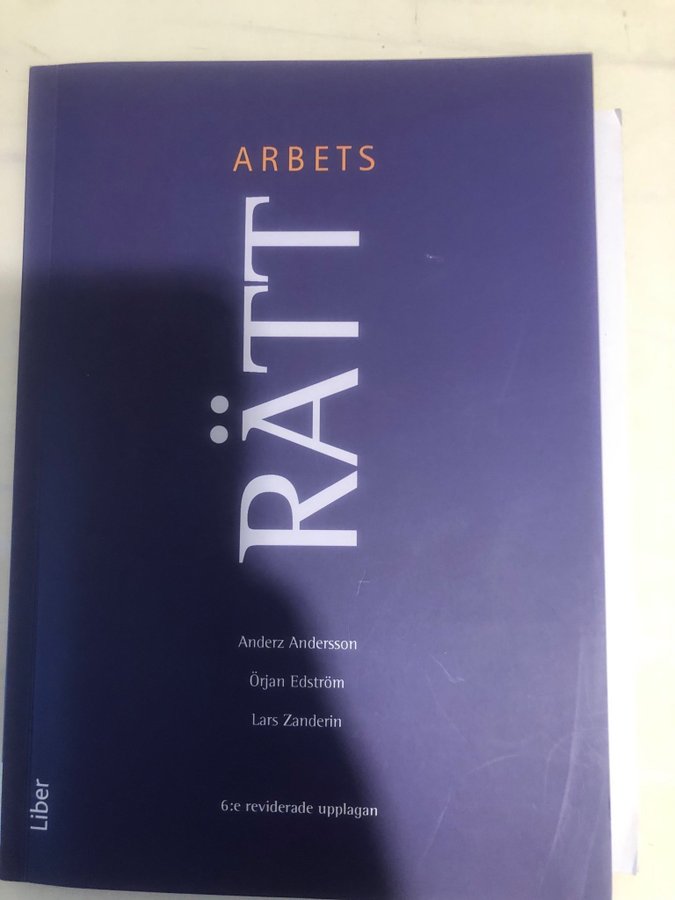 ARBETS
RÄTT
Anderz Andersson
Örjan Edström
Lars Zanderin
6:e reviderade upplagan
Liber